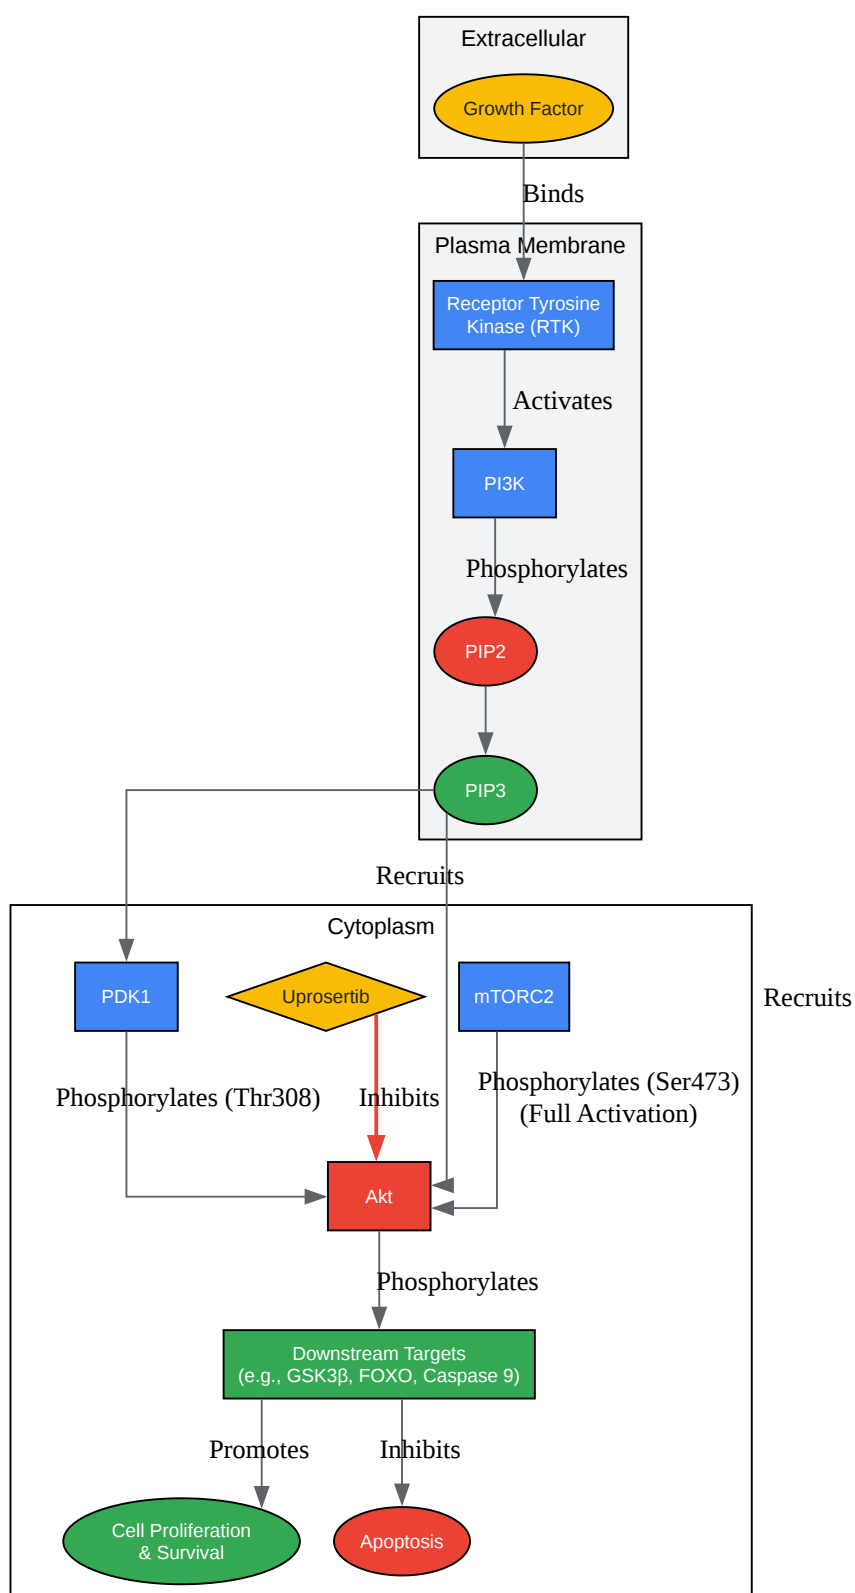 Extracellular
Growth Factor
Binds
Plasma Membrane
Receptor Tyrosine
Kinase (RTK)
Activates
PI3K
Phosphorylates
PIP2
PIP3
Recruits
Cytoplasm
PDK1
Uprosertib
mTORC2
Recruits
Phosphorylates (Thr308)
Inhibits
Phosphorylates (Ser473)
(Full Activation)
Akt
Phosphorylates
Downstream Targets
(e.g., GSK3β, FOXO, Caspase 9)
Promotes
Inhibits
Cell Proliferation
& Survival
Apoptosis